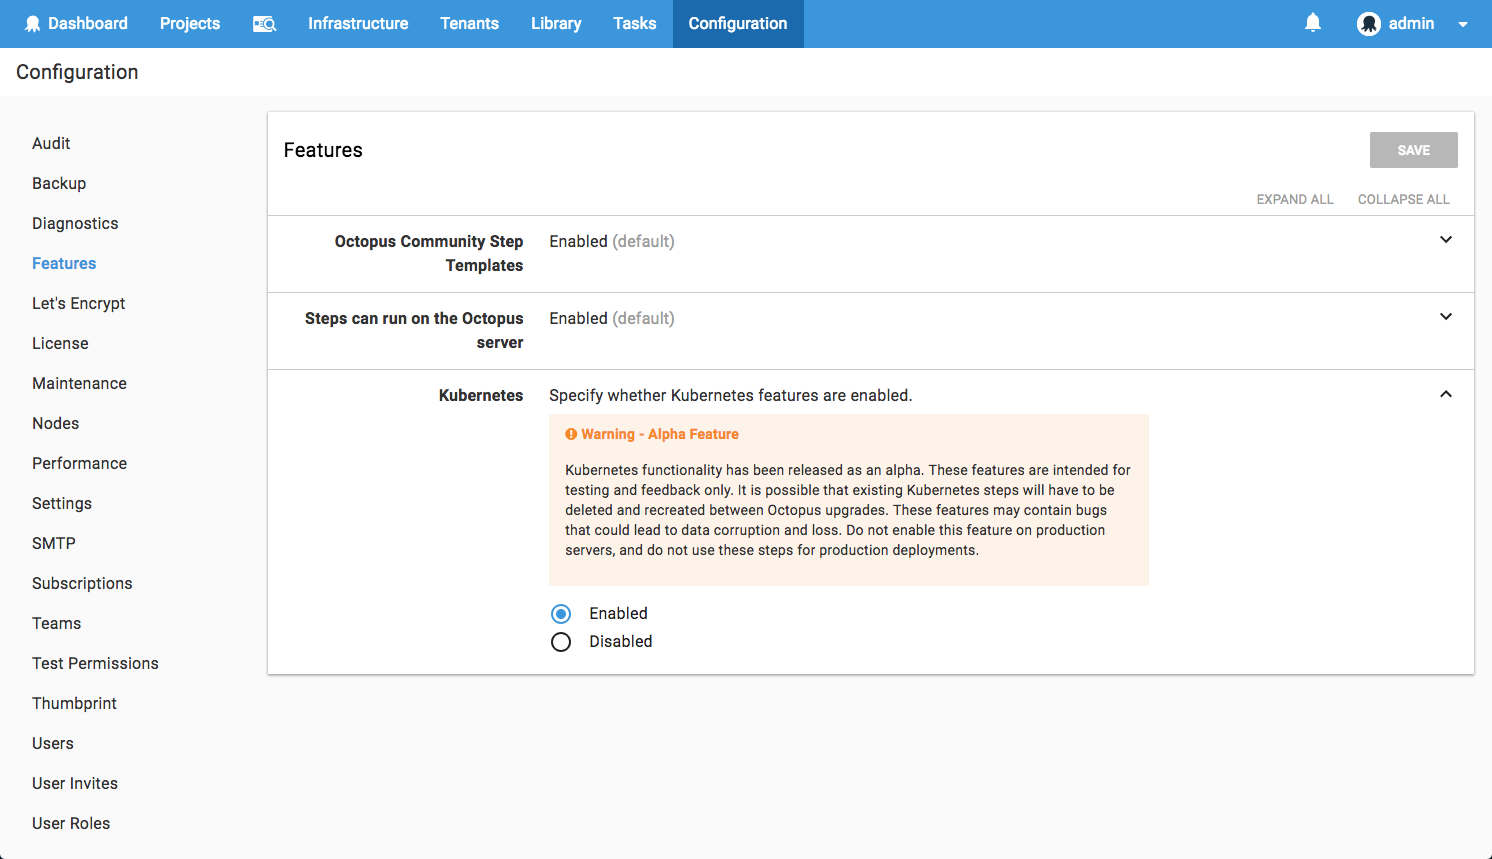 Dashboard Projects Infrastructure Tenants Library Tasks Configuration admin
Configuration
Audit
Backup
Diagnostics
Features
Let's Encrypt
License
Maintenance
Nodes
Performance
Settings
SMTP
Subscriptions
Teams
Test Permissions
Thumbprint
Users
User Invites
User Roles
Features
SAVE
EXPAND ALL COLLAPSE ALL
Octopus Community Step
Templates
Enabled (default)
Steps can run on the Octopus
server
Enabled (default)
Kubernetes
Specify whether Kubernetes features are enabled.
Warning - Alpha Feature
Kubernetes functionality has been released as an alpha. These features are intended for
testing and feedback only. It is possible that existing Kubernetes steps will have to be
deleted and recreated between Octopus upgrades. These features may contain bugs
that could lead to data corruption and loss. Do not enable this feature on production
servers, and do not use these steps for production deployments.
Enabled
Disabled